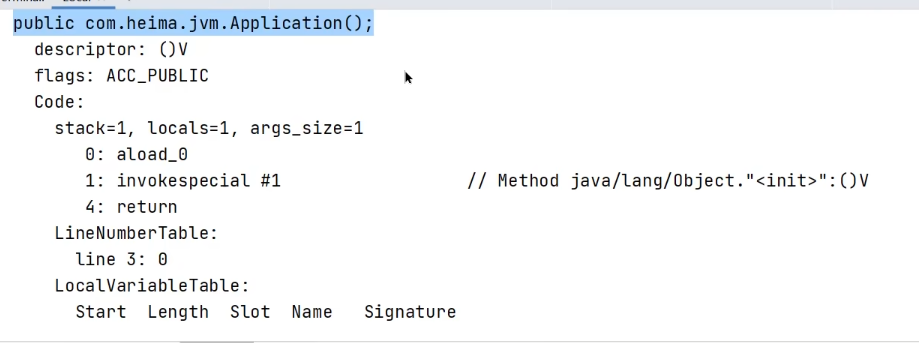 public com.heima.jvm.Application();
descriptor: ()V
flags: ACC_PUBLIC
Code:
stack=1, locals=1, args_size=1
0: aload_0
1: invokespecial #1 // Method java/lang/Object."<init>":()V
4: return
LineNumberTable:
line 3: 0
LocalVariableTable:
Start Length Slot Name Signature